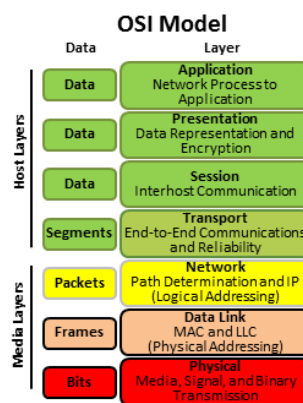 OSI Model
Data Layer
Host Layers
Data
Application
Network Process to
Application
Data
Presentation
Data Representation and
Encryption
Data
Session
Interhost Communication
Segments
Transport
End-to-End Communications
and Reliability
Media Layers
Packets
Network
Path Determination and IP
(Logical Addressing)
Frames
Data Link
MAC and LLC
(Physical Addressing)
Bits
Physical
Media, Signal, and Binary
Transmission